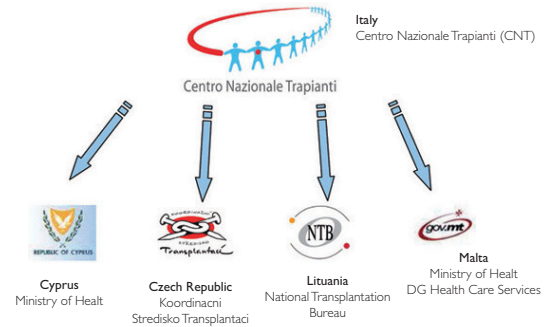 Italy
Centro Nazionale Trapianti (CNT)
Centro Nazionale Trapianti
REPUBLIC OF CYPRUS
Transplantací
NTB
gov.mt
Cyprus
Ministry of Healt
Czech Republic
Koordinacni
Stredisko Transplantaci
Lituania
National Transplantation
Bureau
Malta
Ministry of Healt
DG Health Care Services